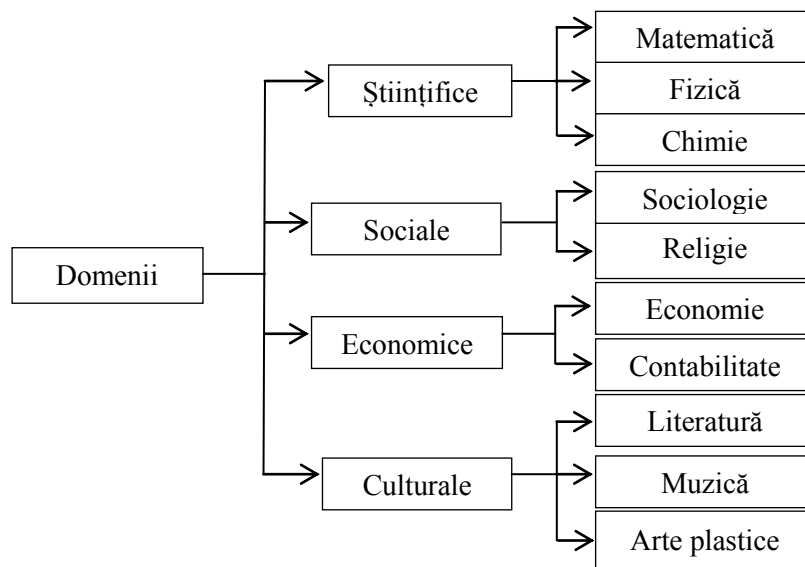 Domenii
Științifice
Matematică
Fizică
Chimie
Sociale
Sociologie
Religie
Economice
Economie
Contabilitate
Culturale
Literatură
Muzică
Arte plastice